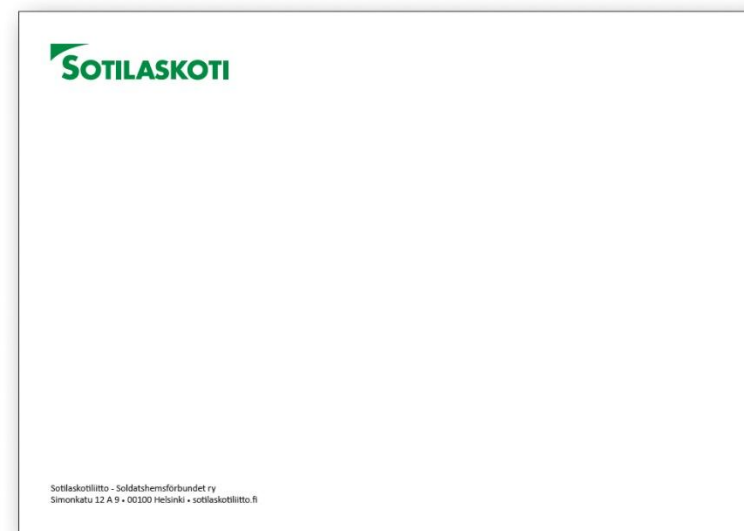 SOTILASKOTI
Sotilaskotiliitto - Soldatshemsförbundet ry
Simonkatu 12 A 9 • 00100 Helsinki • sotilaskotiliitto.fi